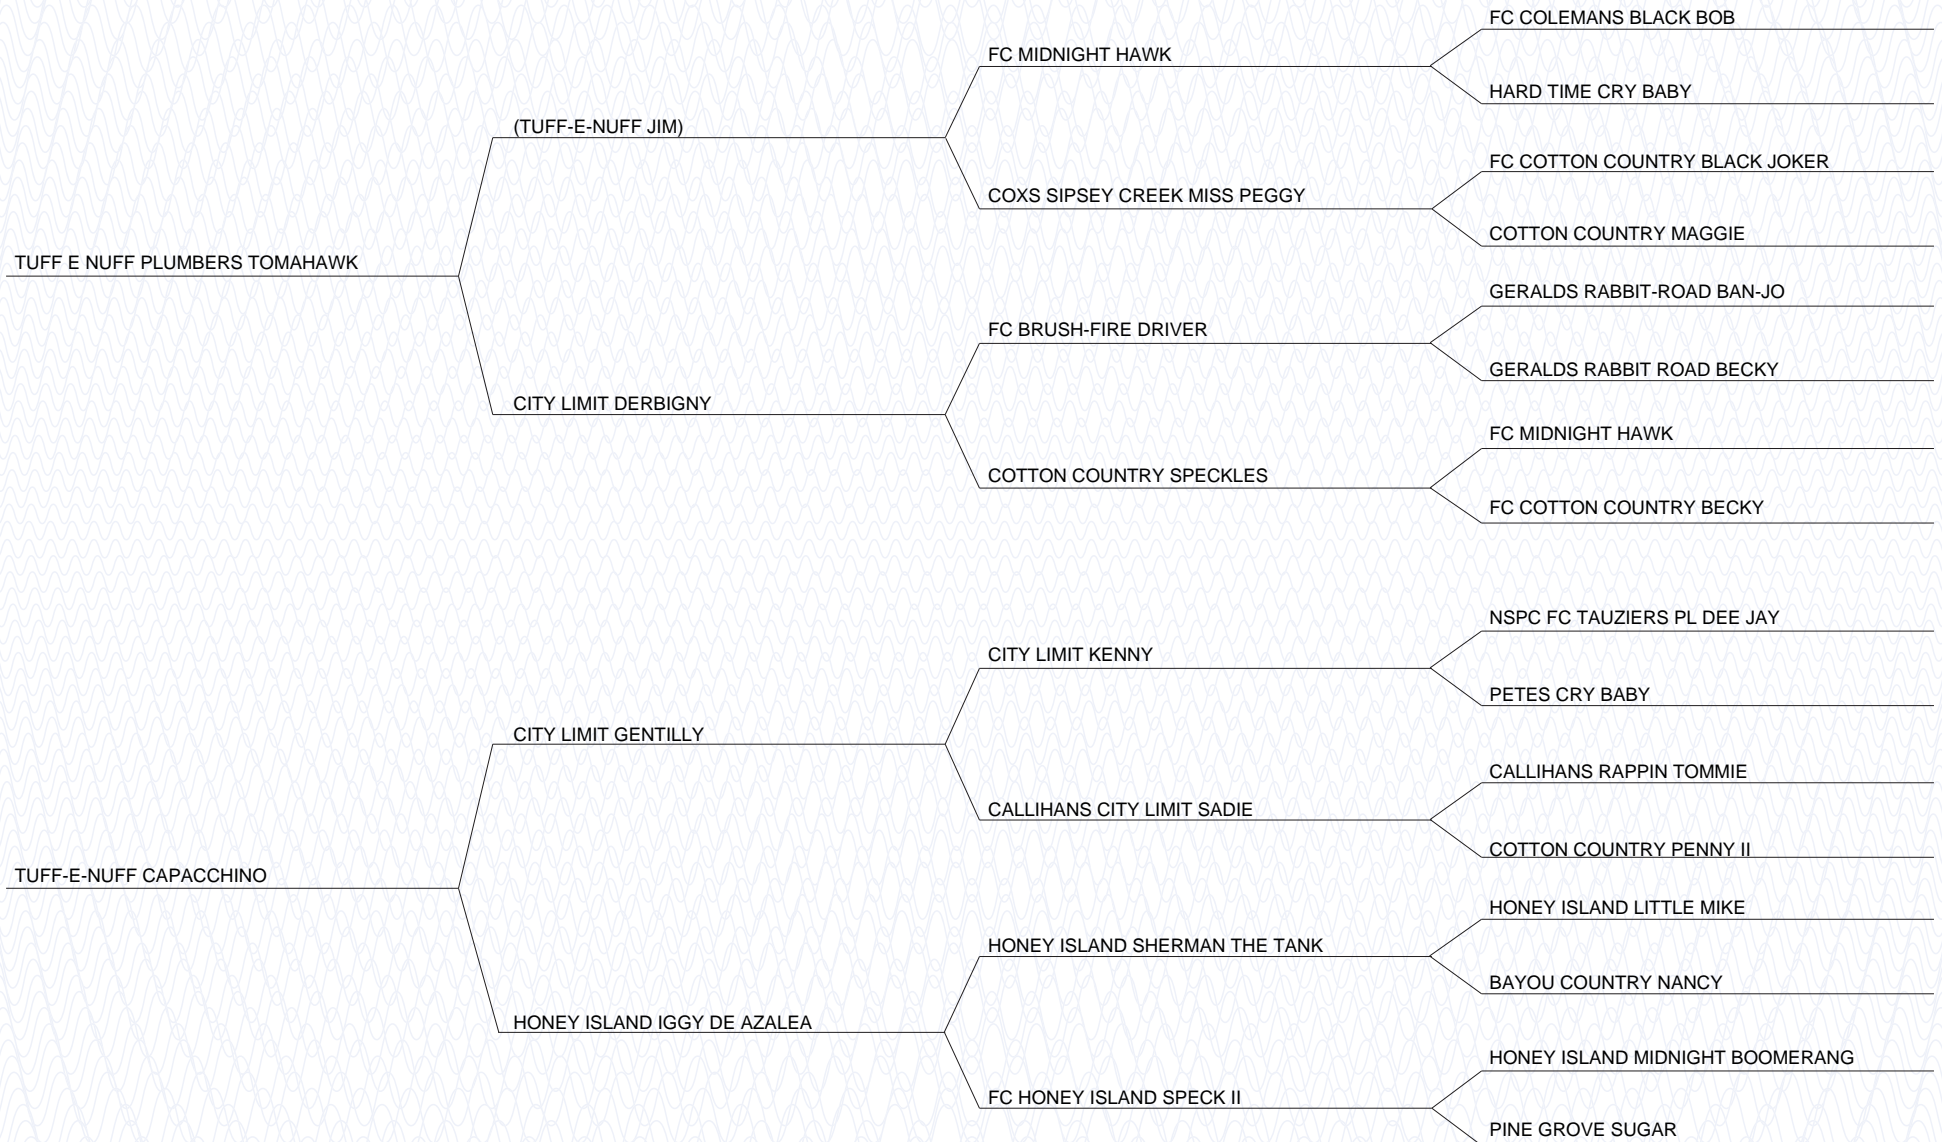 FC COLEMANS BLACK BOB
FC MIDNIGHT HAWK
HARD TIME CRY BABY
(TUFF-E-NUFF JIM)
FC COTTON COUNTRY BLACK JOKER
COXS SIPSEY CREEK MISS PEGGY
COTTON COUNTRY MAGGIE
TUFF E NUFF PLUMBERS TOMAHAWK
GERALDS RABBIT-ROAD BAN-JO
FC BRUSH-FIRE DRIVER
GERALDS RABBIT ROAD BECKY
CITY LIMIT DERBIGNY
FC MIDNIGHT HAWK
COTTON COUNTRY SPECKLES
FC COTTON COUNTRY BECKY
NSPC FC TAUZIERS PL DEE JAY
CITY LIMIT KENNY
PETES CRY BABY
CITY LIMIT GENTILLY
CALLIHANS RAPPIN TOMMIE
CALLIHANS CITY LIMIT SADIE
COTTON COUNTRY PENNY II
TUFF-E-NUFF CAPACCHINO
HONEY ISLAND LITTLE MIKE
HONEY ISLAND SHERMAN THE TANK
BAYOU COUNTRY NANCY
HONEY ISLAND IGGY DE AZALEA
HONEY ISLAND MIDNIGHT BOOMERANG
FC HONEY ISLAND SPECK II
PINE GROVE SUGAR